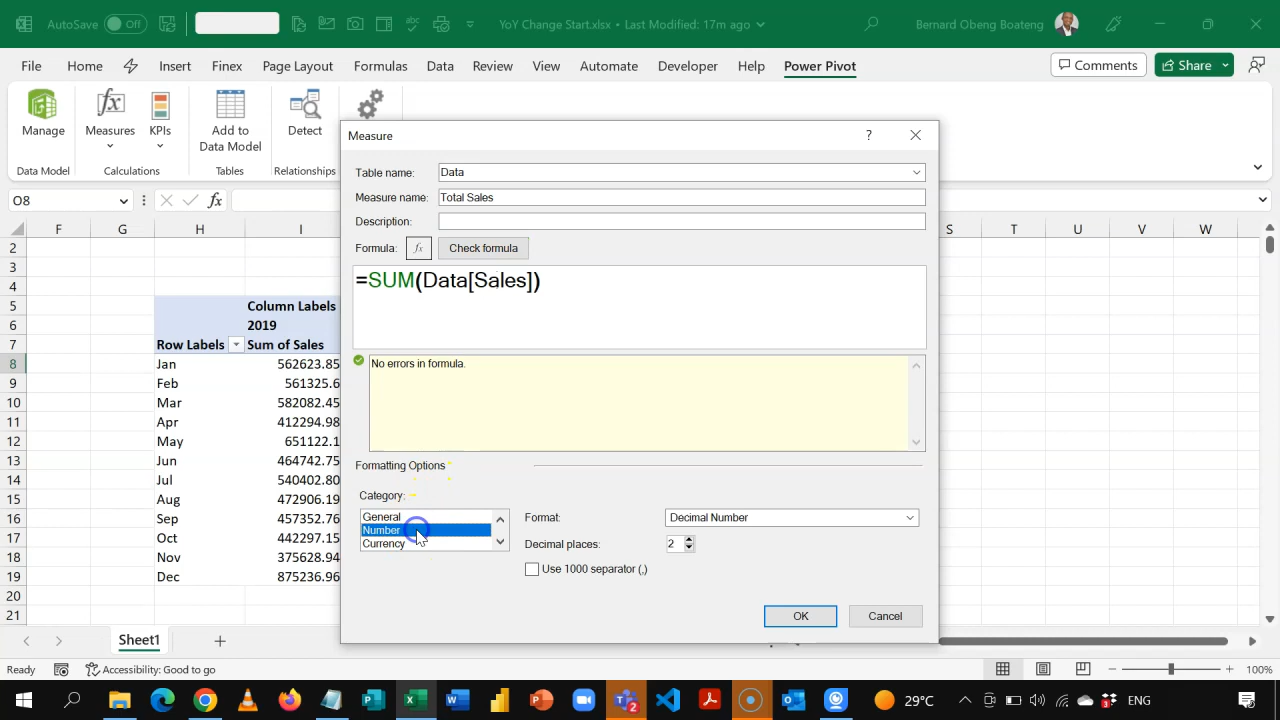 AutoSave Off
YoY Change Start.xlsx • Last Modified: 17m ago
Bernard Obeng Boateng
File Home Insert Finex Page Layout Formulas Data Review View Automate Developer Help Power Pivot
Comments Share
Manage
Measures
KPIs
Add to
Data Model
Detect
Data Model
Calculations
Tables
Relationships
Measure
Table name: Data
Measure name: Total Sales
Description:
Formula: fx Check formula
=SUM(Data[Sales])
No errors in formula.
Formatting Options
Category:
General
Number
Currency
Format: Decimal Number
Decimal places: 2
Use 1000 separator (,)
OK Cancel
O8 fx
F G H I S T U V W
2
3
4
5 Column Labels
6 2019
7 Row Labels Sum of Sales
8 Jan 562623.85
9 Feb 561325.6
10 Mar 582082.45
11 Apr 412294.98
12 May 651122.1
13 Jun 464742.75
14 Jul 540402.80
15 Aug 472906.19
16 Sep 457352.76
17 Oct 442297.15
18 Nov 375628.94
19 Dec 875236.96
20
21
Sheet1
Ready Accessibility: Good to go 100%
29°C ENG